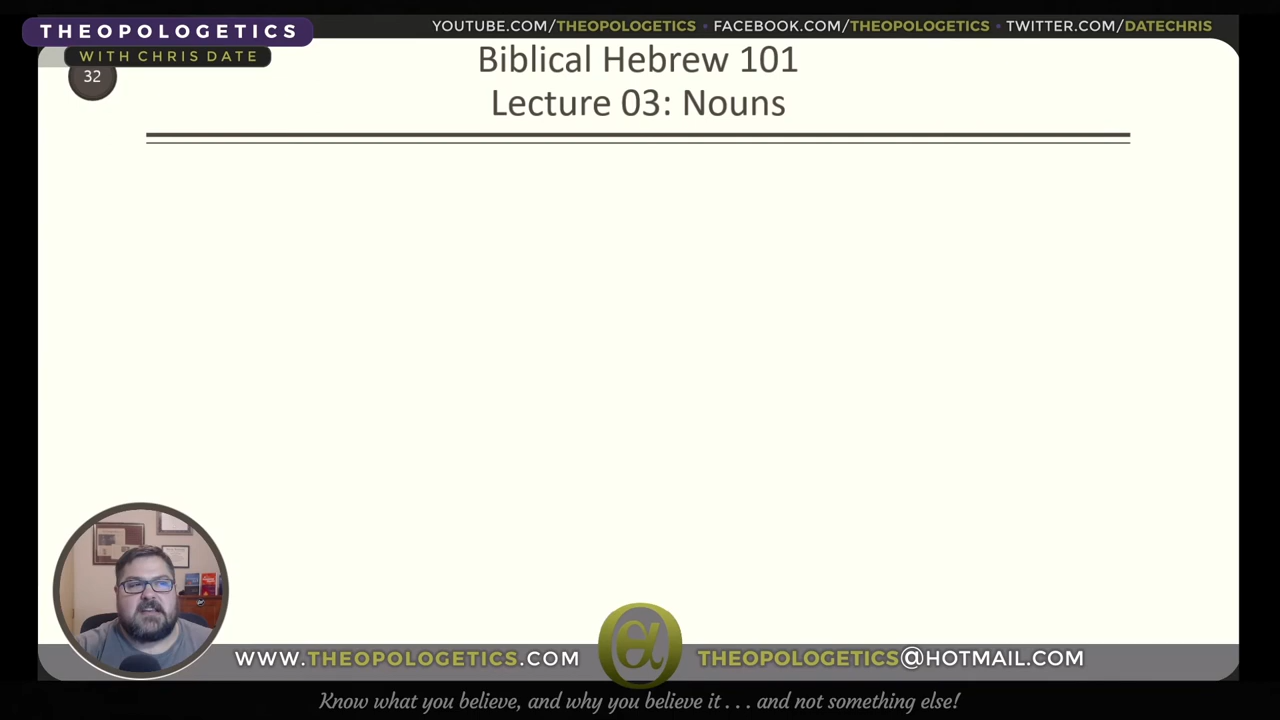 THEOPOLOGETICS
WITH CHRIS DATE
YOUTUBE.COM/THEOPOLOGETICS ▪ FACEBOOK.COM/THEOPOLOGETICS ▪ TWITTER.COM/DATECHRIS
32
Biblical Hebrew 101
Lecture 03: Nouns
WWW.THEOPOLOGETICS.COM
THEOPOLOGETICS@HOTMAIL.COM
Know what you believe, and why you believe it . . . and not something else!